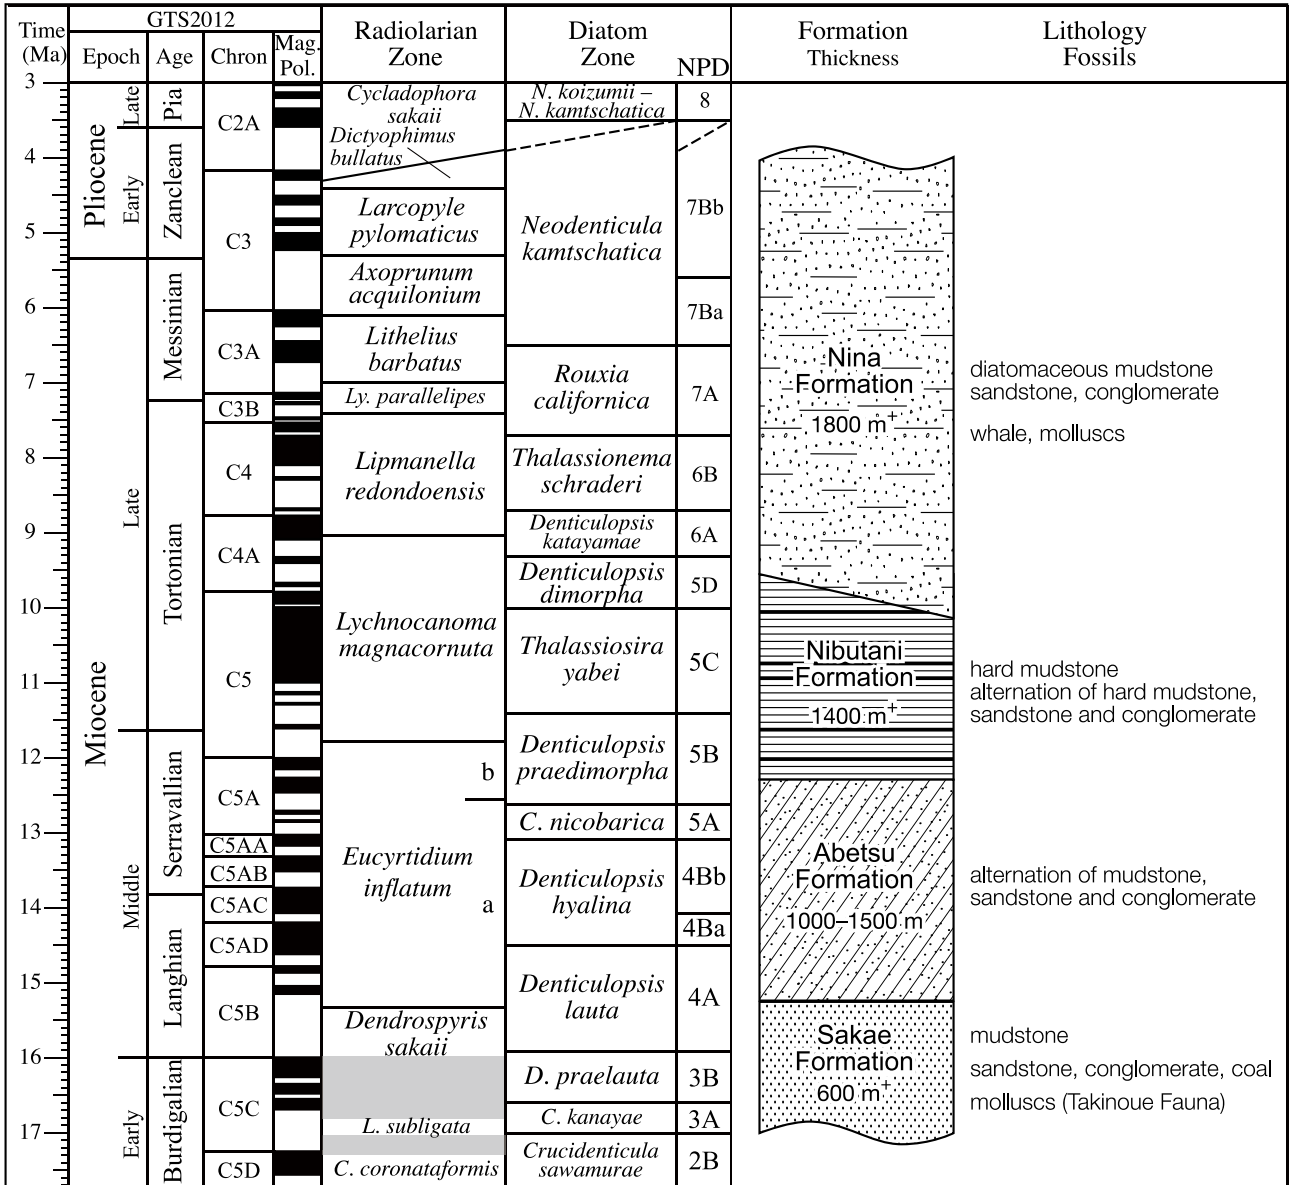 Time
(Ma)
GTS2012
Epoch
Age
Chron
Mag.
Pol.
Radiolarian
Zone
Diatom
Zone
NPD
Formation
Thickness
Lithology
Fossils
3
4
5
6
7
8
9
10
11
12
13
14
15
16
17
Pliocene
Miocene
Late
Early
Late
Middle
Early
Pia
Zanclean
Messinian
Tortonian
Serravallian
Langhian
Burdigalian
C2A
C3
C3A
C3B
C4
C4A
C5
C5A
C5AA
C5AB
C5AC
C5AD
C5B
C5C
C5D
Cycladophora
sakaii
Dictyophimus
bullatus
Larcopyle
pylomaticus
Axoprunum
acquilonium
Lithelius
barbatus
Ly. parallelipes
Lipmanella
redondoensis
Lychnocanoma
magnacornuta
b
Eucyrtidium
inflatum
a
Dendrospyris
sakaii
L. subligata
C. coronataformis
N. koizumii –
N. kamtschatica
Neodenticula
kamtschatica
Rouxia
californica
Thalassionema
schraderi
Denticulopsis
katayamae
Denticulopsis
dimorpha
Thalassiosira
yabei
Denticulopsis
praedimorpha
C. nicobarica
Denticulopsis
hyalina
Denticulopsis
lauta
D. praelauta
C. kanayae
Crucidenticula
sawamurae
8
7Bb
7Ba
7A
6B
6A
5D
5C
5B
5A
4Bb
4Ba
4A
3B
3A
2B
Nina
Formation
1800 m+
diatomaceous mudstone
sandstone, conglomerate
whale, molluscs
Nibutani
Formation
1400 m+
hard mudstone
alternation of hard mudstone,
sandstone and conglomerate
Abetsu
Formation
1000–1500 m
alternation of mudstone,
sandstone and conglomerate
Sakae
Formation
600 m+
mudstone
sandstone, conglomerate, coal
molluscs (Takinoue Fauna)